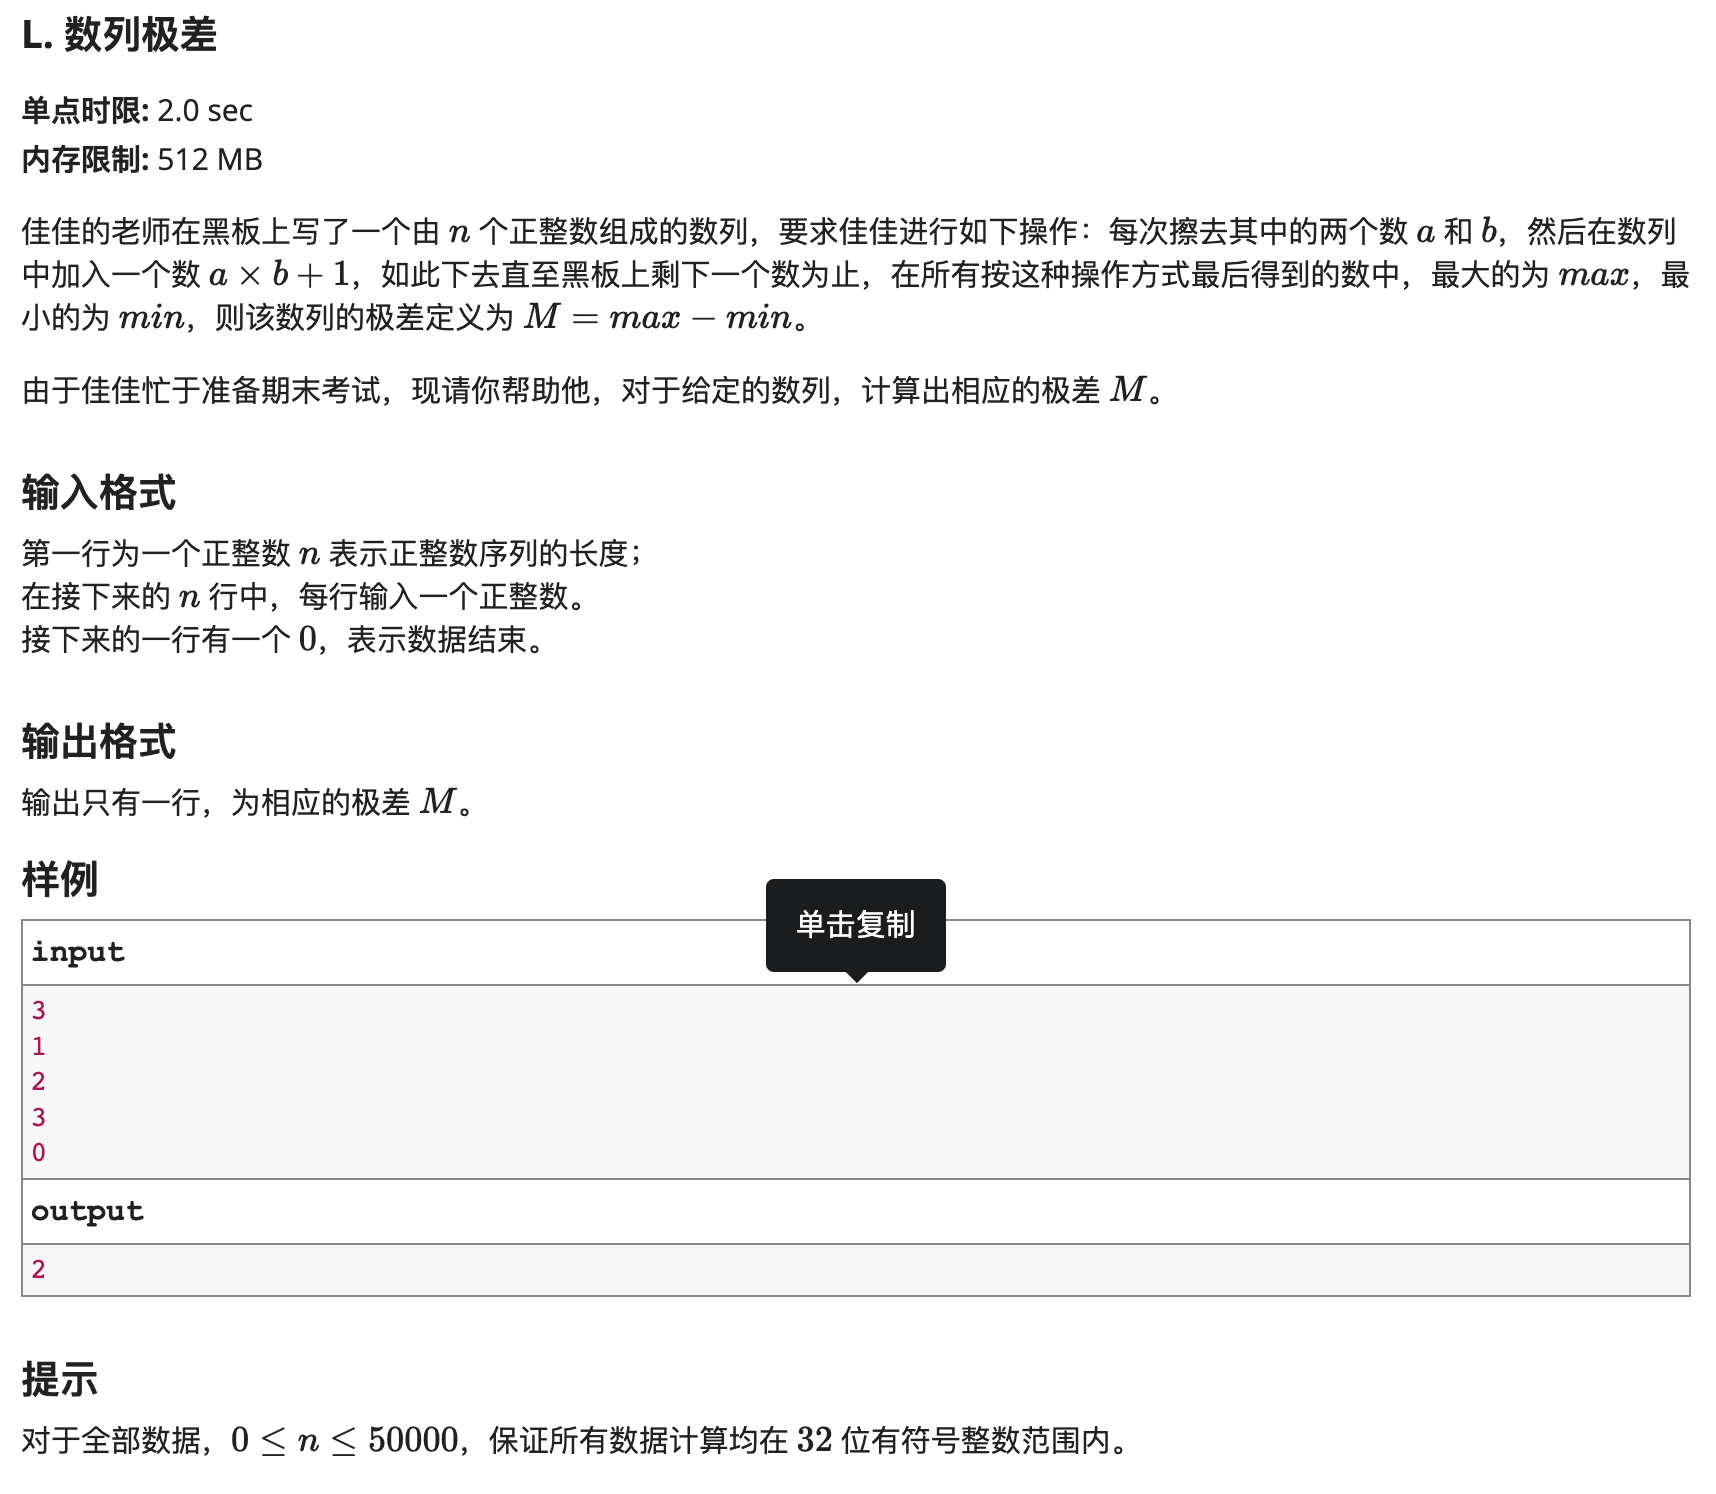 L. 数列极差
单点时限: 2.0 sec
内存限制: 512 MB
佳佳的老师在黑板上写了一个由 n 个正整数组成的数列，要求佳佳进行如下操作：每次擦去其中的两个数 a 和 b，然后在数列
中加入一个数 a × b + 1，如此下去直至黑板上剩下一个数为止，在所有按这种操作方式最后得到的数中，最大的为 max，最
小的为 min，则该数列的极差定义为 M = max − min。
由于佳佳忙于准备期末考试，现请你帮助他，对于给定的数列，计算出相应的极差 M。
输入格式
第一行为一个正整数 n 表示正整数序列的长度；
在接下来的 n 行中，每行输入一个正整数。
接下来的一行有一个 0，表示数据结束。
输出格式
输出只有一行，为相应的极差 M。
样例
单击复制
input
3
1
2
3
0
output
2
提示
对于全部数据，0 ≤ n ≤ 50000，保证所有数据计算均在 32 位有符号整数范围内。